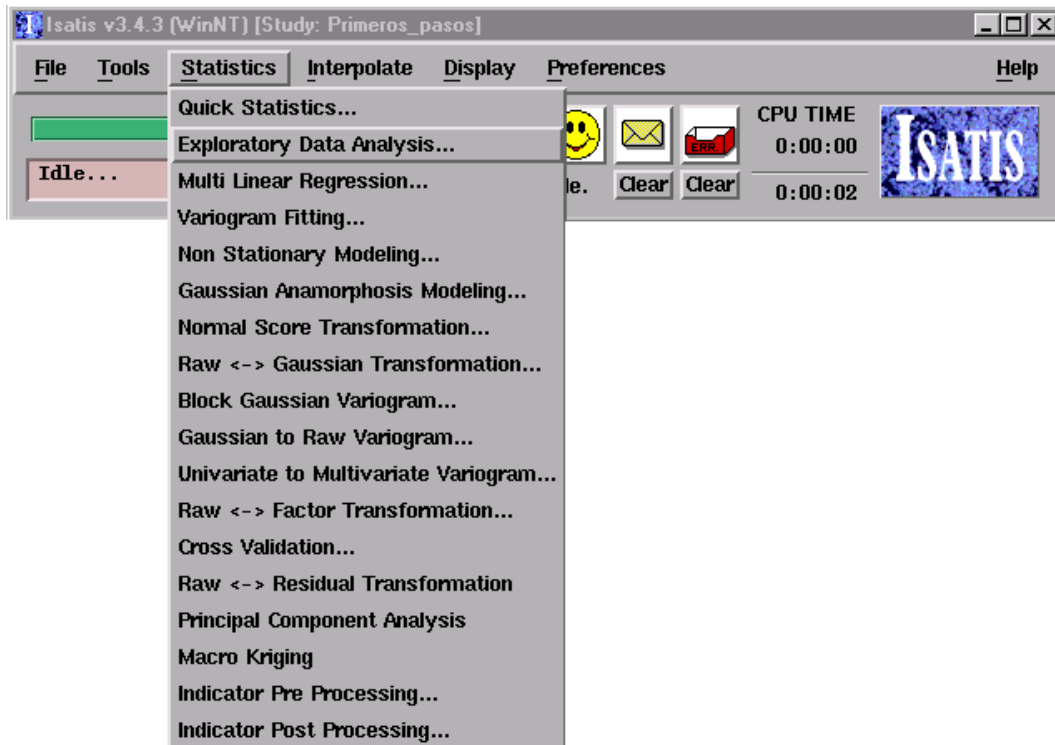 Isatis v3.4.3 (WinNT) [Study: Primeros_pasos]
File Tools Statistics Interpolate Display Preferences Help
Quick Statistics...
Exploratory Data Analysis...
Multi Linear Regression...
Variogram Fitting...
Non Stationary Modeling...
Gaussian Anamorphosis Modeling...
Normal Score Transformation...
Raw <-> Gaussian Transformation...
Block Gaussian Variogram...
Gaussian to Raw Variogram...
Univariate to Multivariate Variogram...
Raw <-> Factor Transformation...
Cross Validation...
Raw <-> Residual Transformation
Principal Component Analysis
Macro Kriging
Indicator Pre Processing...
Indicator Post Processing...
Idle...
ERR.
le. Clear Clear
CPU TIME
0:00:00
0:00:02
ISATIS